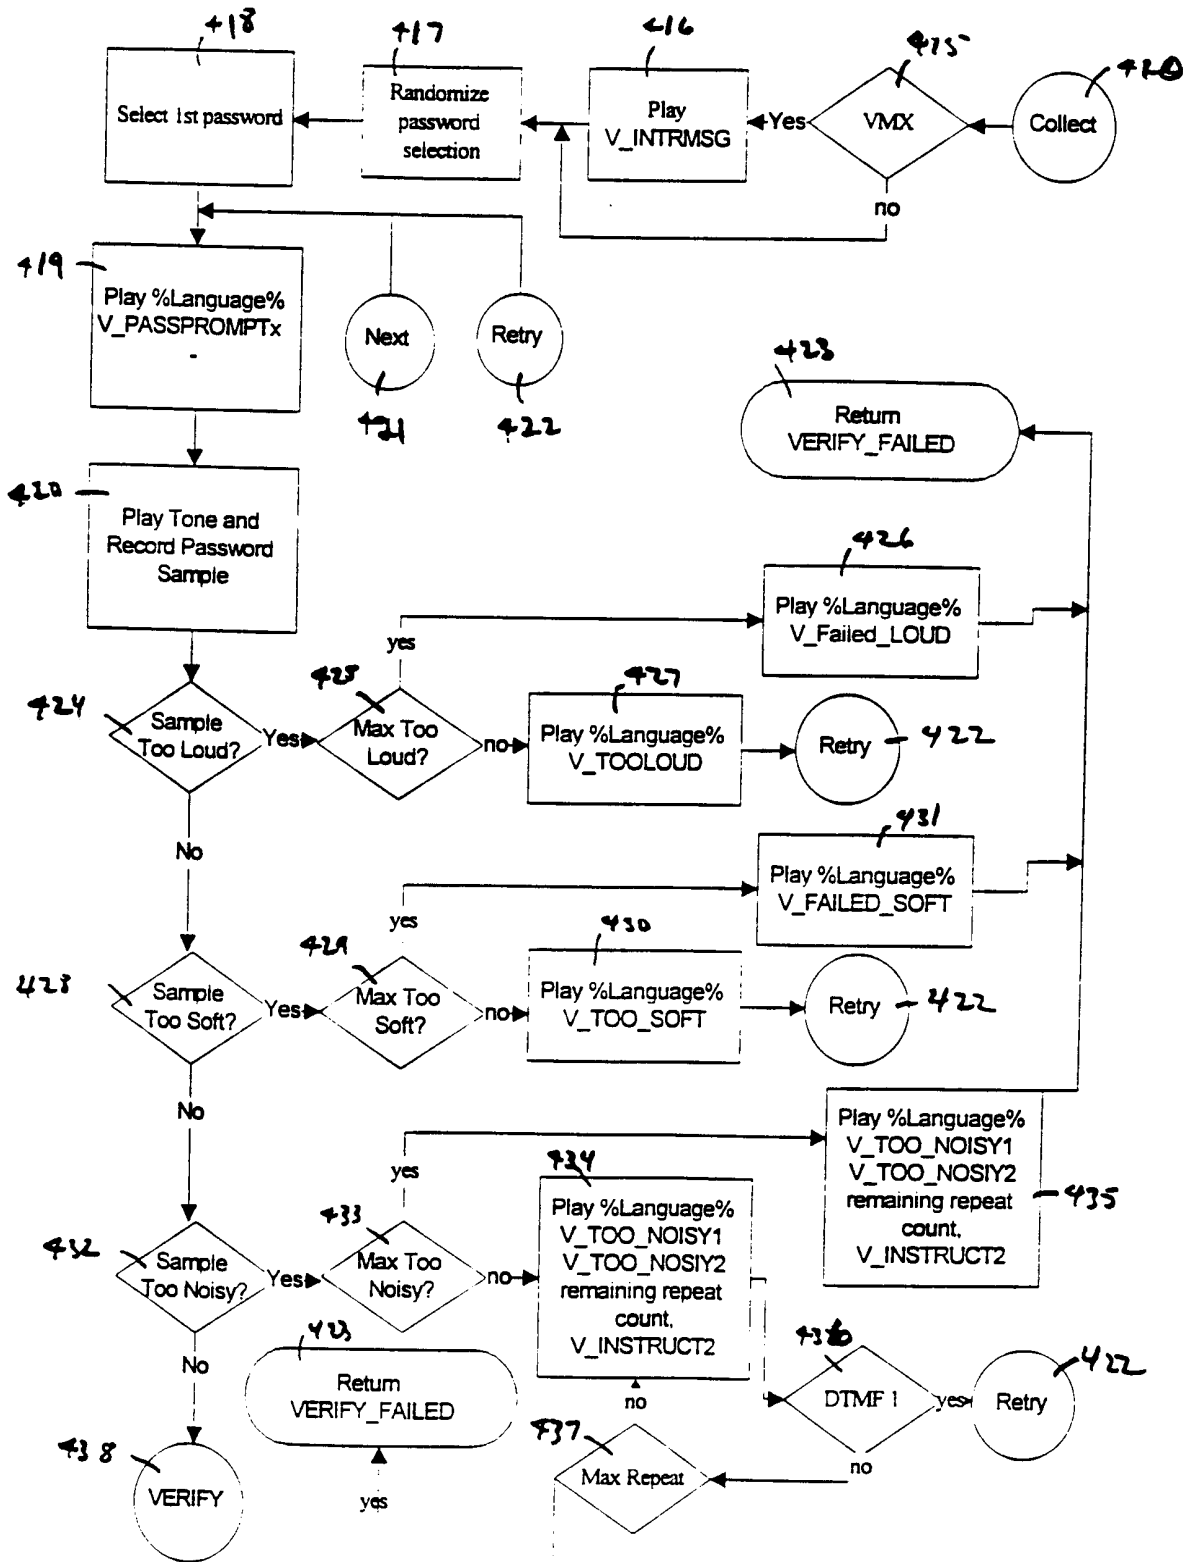 418
417
416
415
Select 1st password
Randomize
password
selection
Play
V_INTRMSG
Yes
VMX
Collect
no
419
Play %Language%
V_PASSPROMPTx
-
Next
Retry
421
422
423
Return
VERIFY_FAILED
420
Play Tone and
Record Password
Sample
426
Play %Language%
V_Failed_LOUD
yes
424
Sample
Too Loud?
Yes
425
Max Too
Loud?
no
427
Play %Language%
V_TOOLOUD
Retry
422
No
431
Play %Language%
V_FAILED_SOFT
yes
428
Sample
Too Soft?
Yes
429
Max Too
Soft?
no
430
Play %Language%
V_TOO_SOFT
Retry
422
No
Play %Language%
V_TOO_NOISY1
V_TOO_NOSIY2
remaining repeat
count,
V_INSTRUCT2
435
yes
432
Sample
Too Noisy?
Yes
433
Max Too
Noisy?
no
434
Play %Language%
V_TOO_NOISY1
V_TOO_NOSIY2
remaining repeat
count,
V_INSTRUCT2
No
423
Return
VERIFY_FAILED
no
DTMF 1
yes
Retry
422
438
VERIFY
yes
437
Max Repeat
no